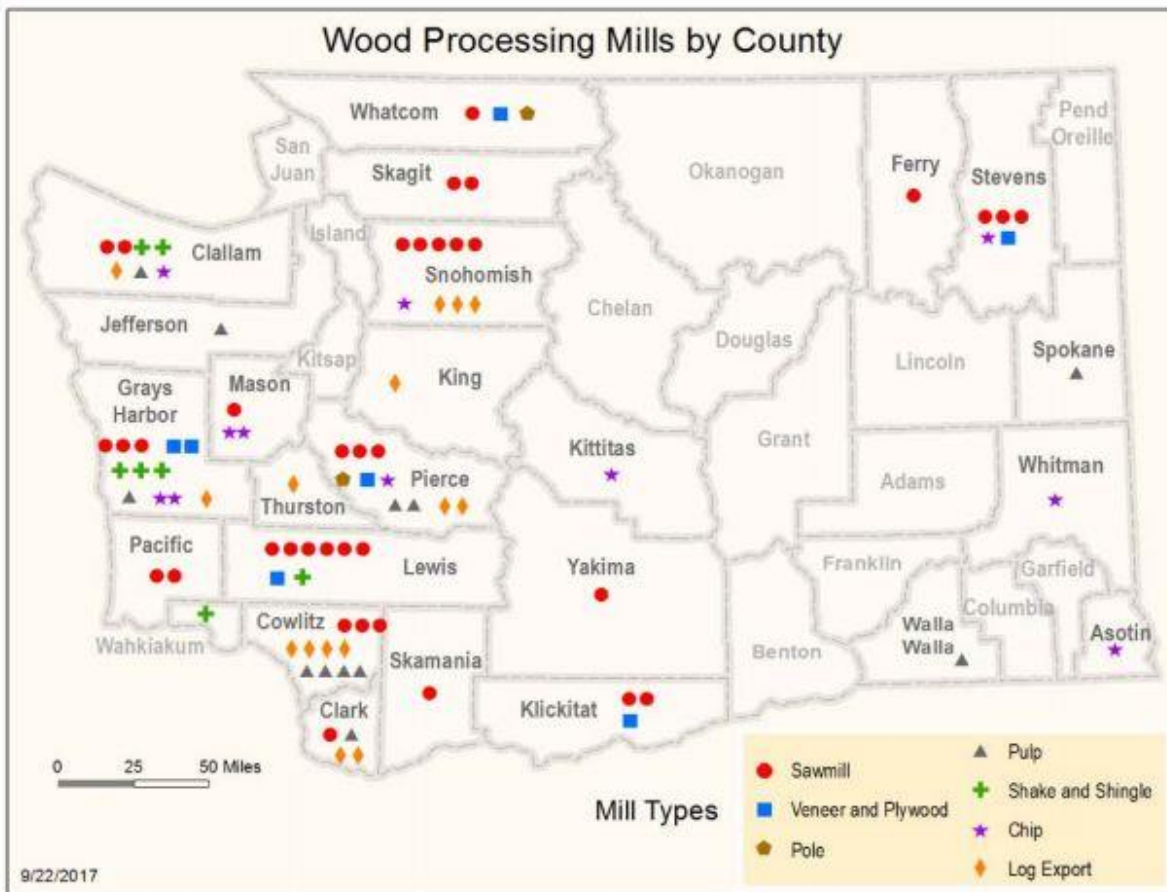 Wood Processing Mills by County
Whatcom
San
Juan
Skagit
Okanogan
Ferry
Stevens
Pend
Oreille
Island
Clallam
Snohomish
Chelan
Jefferson
Kitsap
Douglas
Lincoln
Spokane
King
Grays
Harbor
Mason
Kittitas
Grant
Pierce
Thurston
Adams
Whitman
Pacific
Lewis
Yakima
Franklin
Garfield
Columbia
Wahkiakum
Cowlitz
Skamania
Benton
Walla
Walla
Asotin
Clark
Klickitat
0 25 50 Miles
Mill Types
Sawmill
Veneer and Plywood
Pole
Pulp
Shake and Shingle
Chip
Log Export
9/22/2017